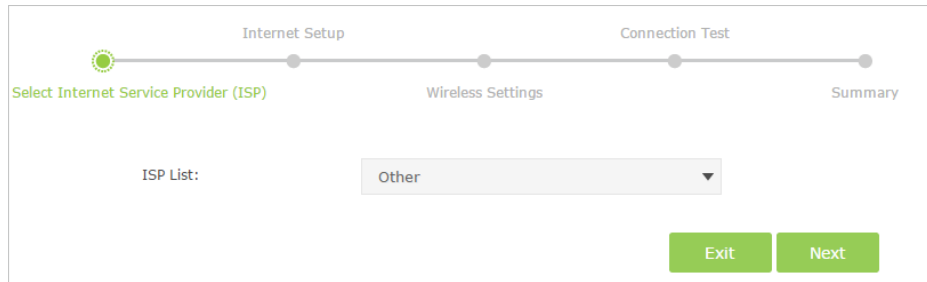 Internet Setup
Connection Test
Select Internet Service Provider (ISP)
Wireless Settings
Summary
ISP List:
Other
Exit
Next